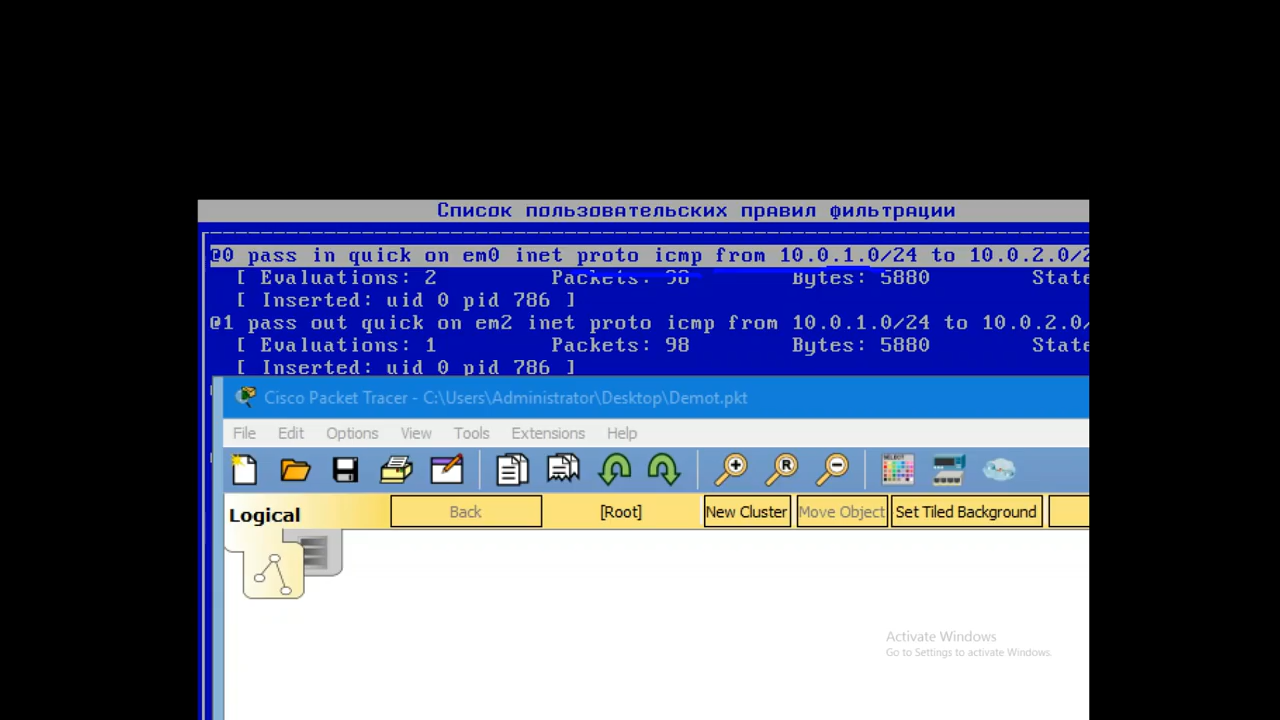 Список пользовательских правил фильтрации
@0 pass in quick on em0 inet proto icmp from 10.0.1.0/24 to 10.0.2.0/2
[ Evaluations: 2 Packets: 98 Bytes: 5880 State
[ Inserted: uid 0 pid 786 ]
@1 pass out quick on em2 inet proto icmp from 10.0.1.0/24 to 10.0.2.0/
[ Evaluations: 1 Packets: 98 Bytes: 5880 State
[ Inserted: uid 0 pid 786 ]
Cisco Packet Tracer - C:\Users\Administrator\Desktop\Demot.pkt
File Edit Options View Tools Extensions Help
Logical Back [Root] New Cluster Move Object Set Tiled Background
Activate Windows
Go to Settings to activate Windows.